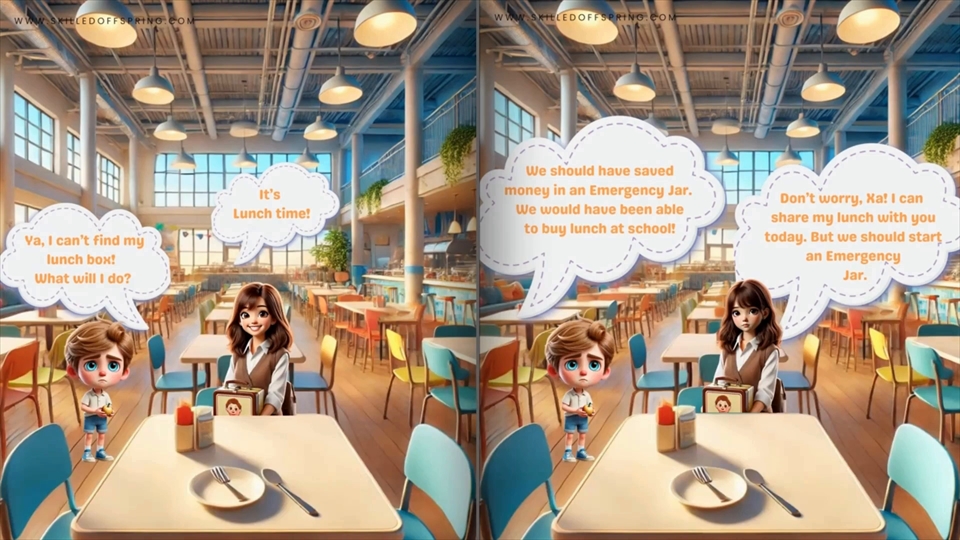 WWW.SKILLEDOFFSPRING.COM
It's
Lunch time!
Ya, I can't find my
lunch box!
What will I do?
WWW.SKILLEDOFFSPRING.COM
We should have saved
money in an Emergency Jar.
We would have been able
to buy lunch at school!
Don't worry, Xa! I can
share my lunch with you
today. But we should start
an Emergency
Jar.